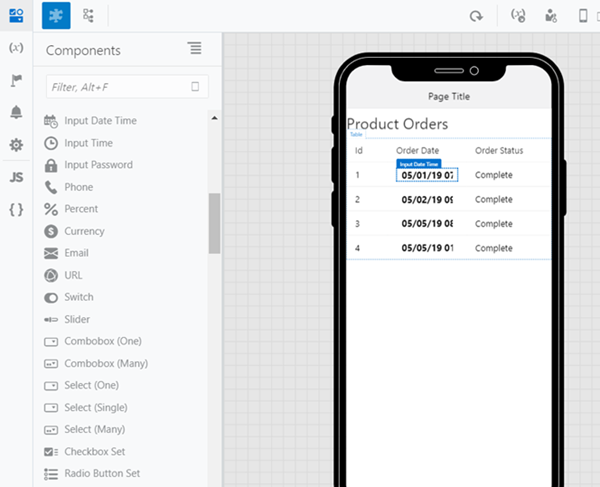 Components
(x)
Filter, Alt+F
Input Date Time
Input Time
Input Password
Phone
JS
Percent
{ }
Currency
Email
URL
Switch
Slider
Combobox (One)
Combobox (Many)
Select (One)
Select (Single)
Select (Many)
Checkbox Set
Radio Button Set
(x)
Page Title
Product Orders
Table
Id Order Date Order Status
Input Date Time
1 05/01/19 07 Complete
2 05/02/19 09 Complete
3 05/05/19 08 Complete
4 05/05/19 01 Complete